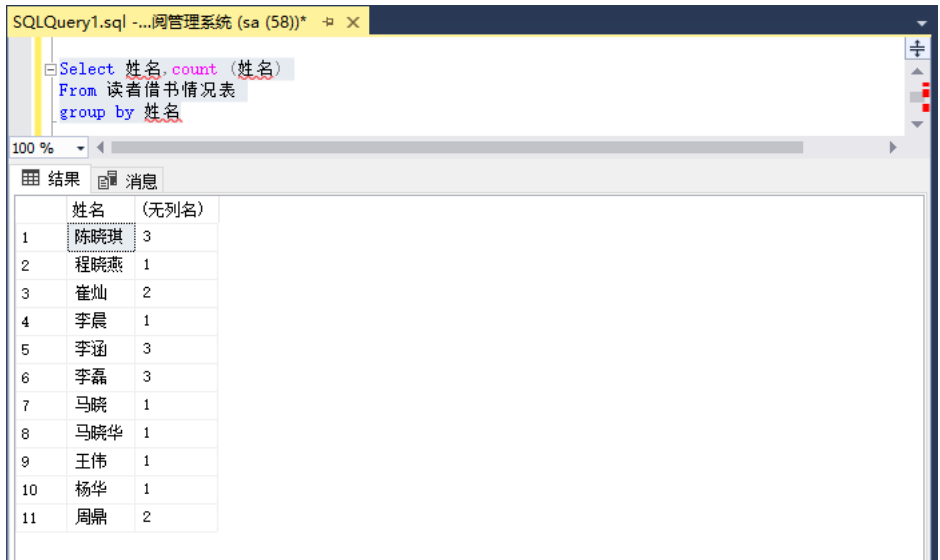 SQLQuery1.sql -...阅管理系统 (sa (58))*
Select 姓名,count (姓名)
From 读者借书情况表
group by 姓名
100 %
结果 消息
姓名 (无列名)
1 陈晓琪 3
2 程晓燕 1
3 崔灿 2
4 李晨 1
5 李涵 3
6 李磊 3
7 马晓 1
8 马晓华 1
9 王伟 1
10 杨华 1
11 周鼎 2